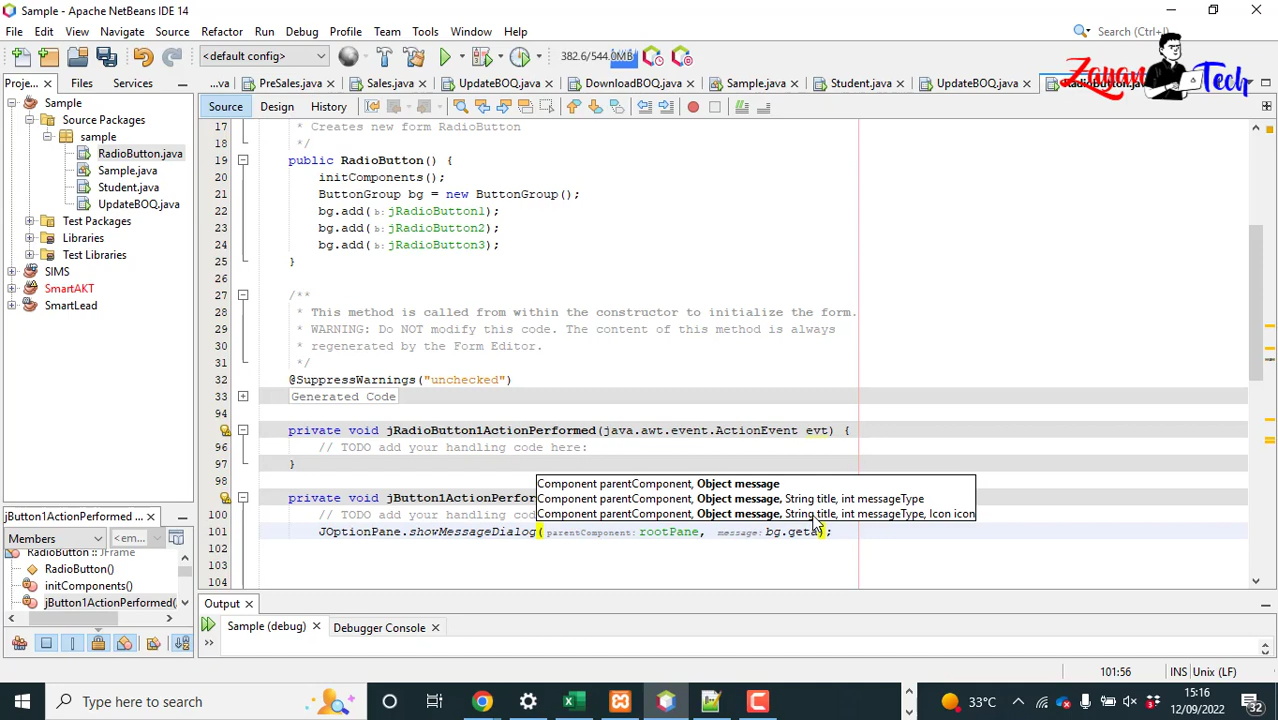 Sample - Apache NetBeans IDE 14
File Edit View Navigate Source Refactor Run Debug Profile Team Tools Window Help
Search (Ctrl+I)
<default config>
382.6/544.0MB
Zayan Tech
Proje... Files Services
...va PreSales.java Sales.java UpdateBOQ.java DownloadBOQ.java Sample.java Student.java UpdateBOQ.java RadioButton.java
Source Design History
Sample
Source Packages
sample
RadioButton.java
Sample.java
Student.java
UpdateBOQ.java
Test Packages
Libraries
Test Libraries
SIMS
SmartAKT
SmartLead
17 * Creates new form RadioButton
18 */
19 public RadioButton() {
20 initComponents();
21 ButtonGroup bg = new ButtonGroup();
22 bg.add(b: jRadioButton1);
23 bg.add(b: jRadioButton2);
24 bg.add(b: jRadioButton3);
25 }
26
27 /**
28 * This method is called from within the constructor to initialize the form.
29 * WARNING: Do NOT modify this code. The content of this method is always
30 * regenerated by the Form Editor.
31 */
32 @SuppressWarnings("unchecked")
33 Generated Code
94
95 private void jRadioButton1ActionPerformed(java.awt.event.ActionEvent evt) {
96 // TODO add your handling code here:
97 }
98
private void jButton1ActionPerfor
100 // TODO add your handling code
101 JOptionPane.showMessageDialog(parentComponent: rootPane, message: bg.geta);
102
103
104
Component parentComponent, Object message
Component parentComponent, Object message, String title, int messageType
Component parentComponent, Object message, String title, int messageType, Icon icon
jButton1ActionPerformed ...
Members <em...
RadioButton :: JFrame
RadioButton()
initComponents()
jButton1ActionPerformed(
Output
Sample (debug) Debugger Console
101:56 INS Unix (LF)
Type here to search
33°C
15:16
12/09/2022
32